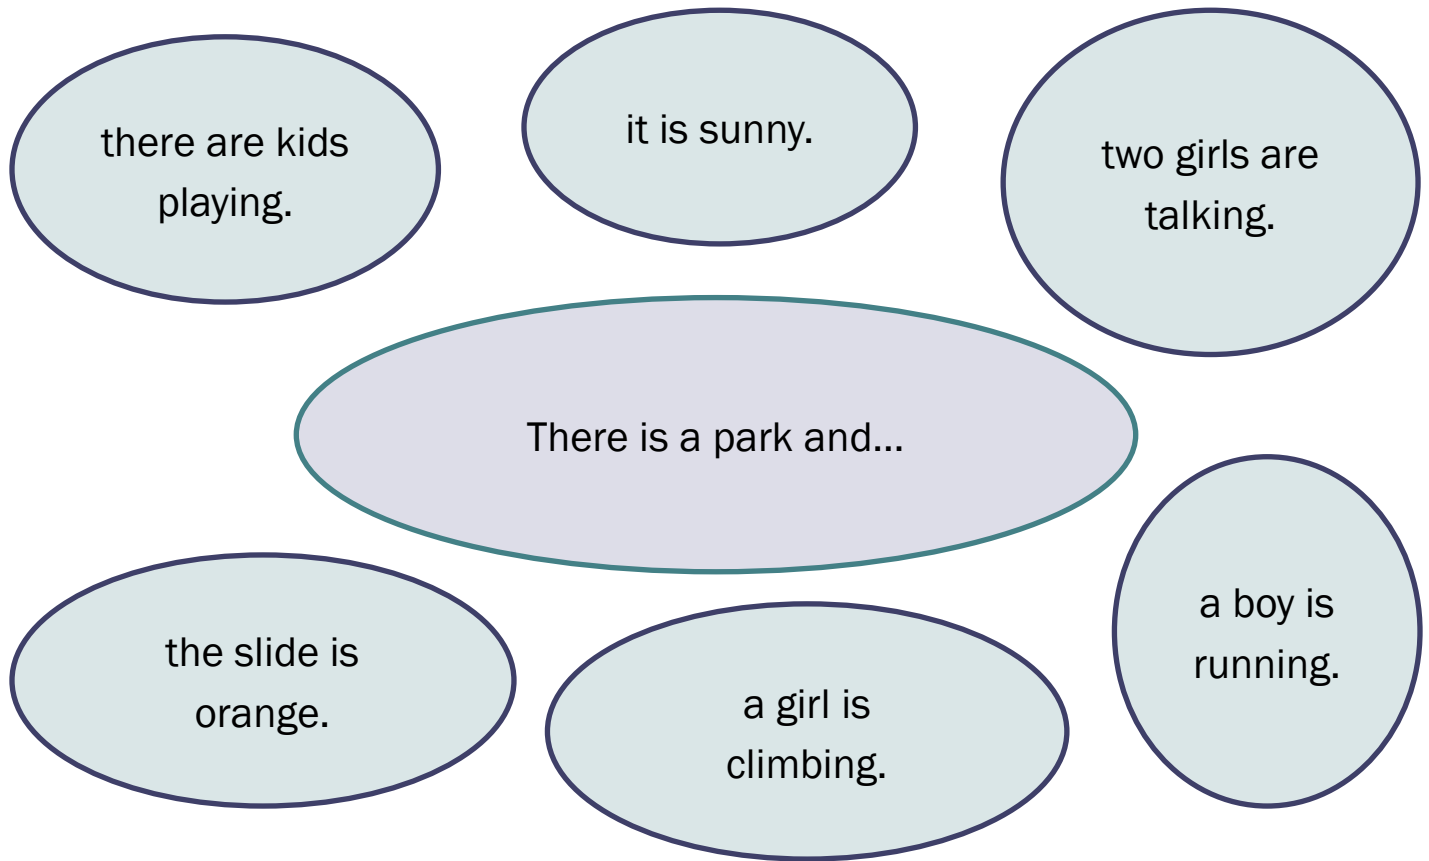 there are kids
playing.
it is sunny.
two girls are
talking.
There is a park and...
the slide is
orange.
a girl is
climbing.
a boy is
running.